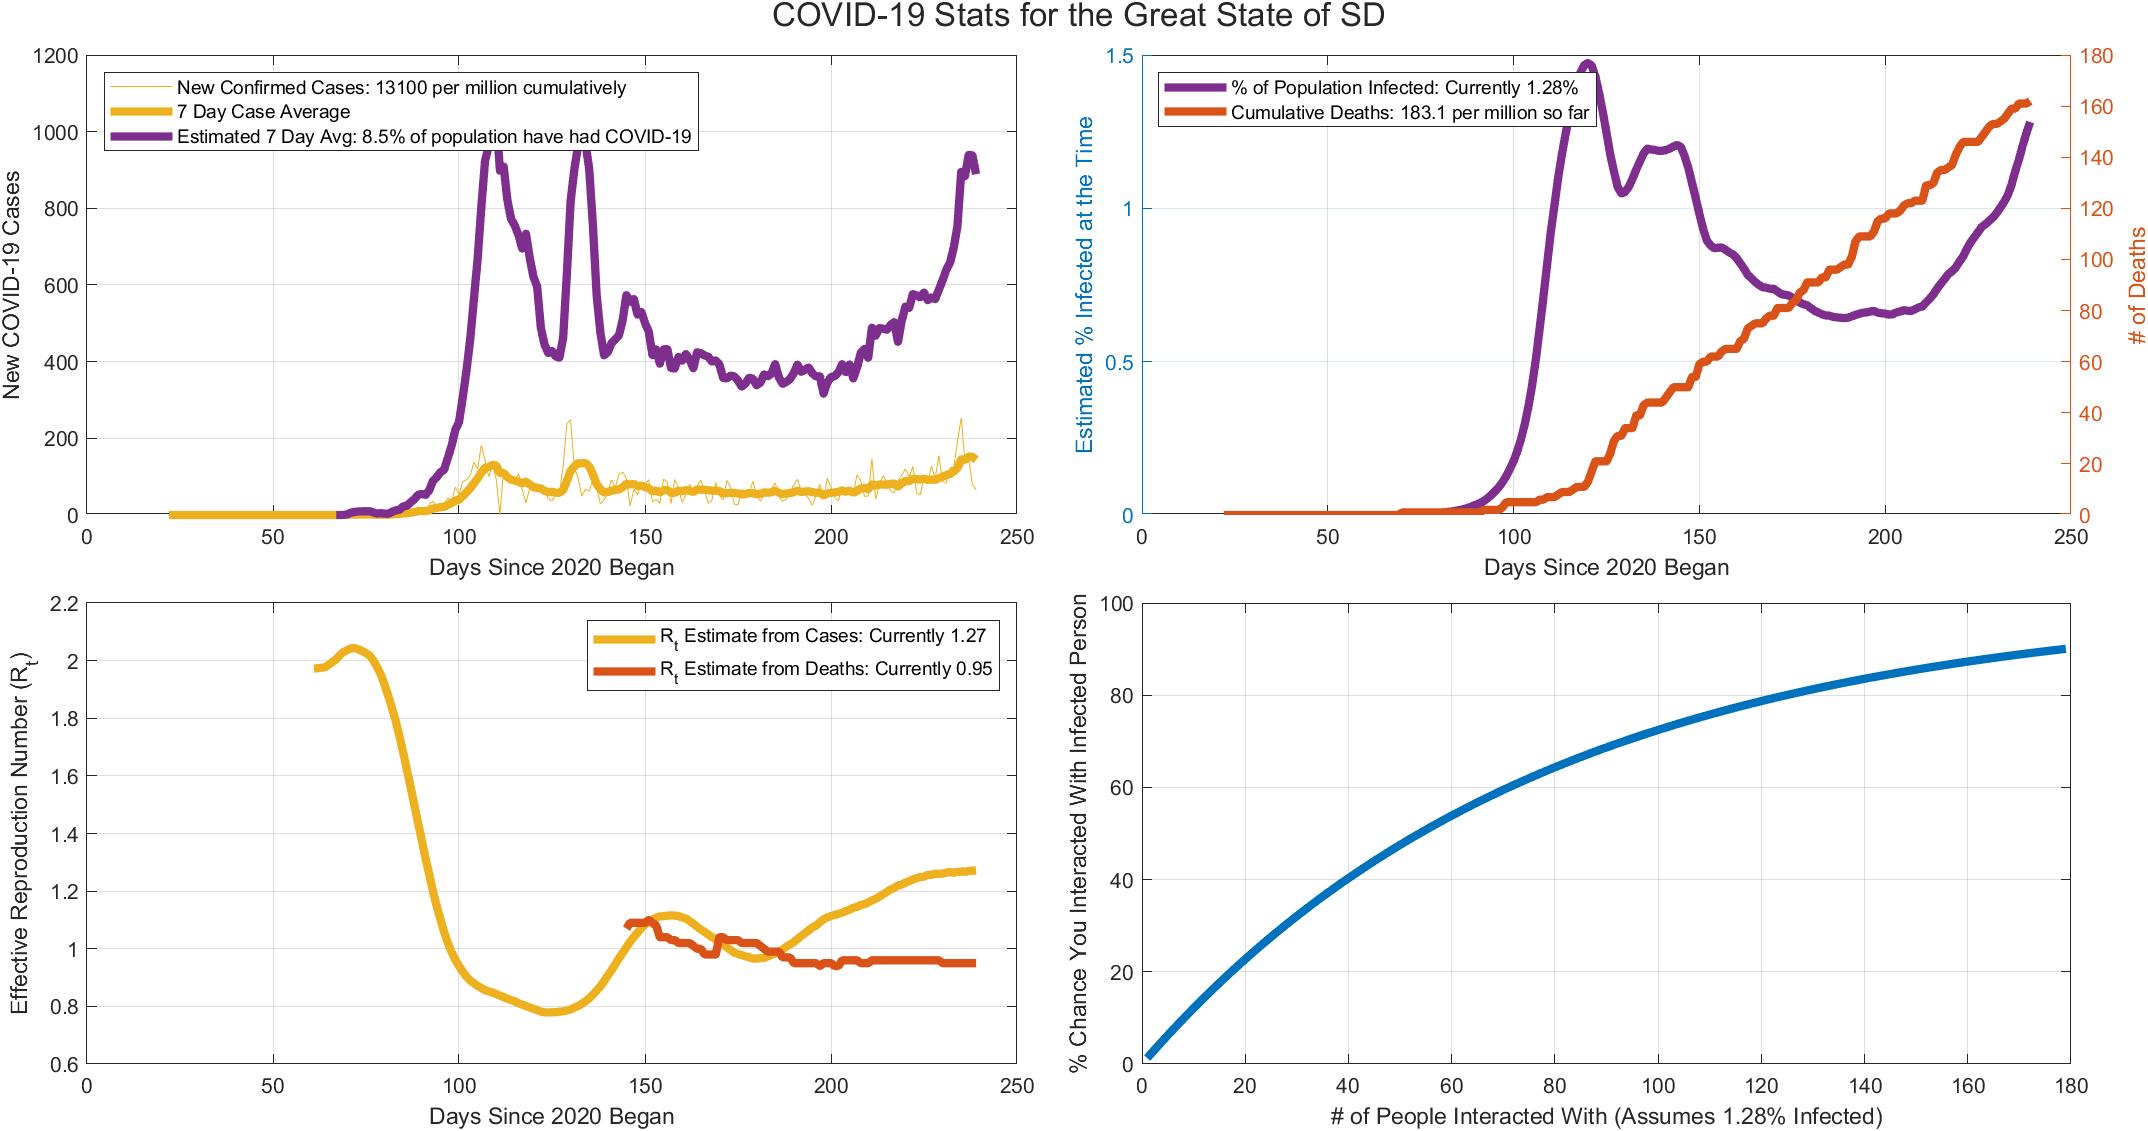 COVID-19 Stats for the Great State of SD
New COVID-19 Cases
1200
1000
800
600
400
200
0
New Confirmed Cases: 13100 per million cumulatively
7 Day Case Average
Estimated 7 Day Avg: 8.5% of population have had COVID-19
0 50 100 150 200 250
Days Since 2020 Began
Estimated % Infected at the Time
1.5
1
0.5
0
% of Population Infected: Currently 1.28%
Cumulative Deaths: 183.1 per million so far
180
160
140
120
100
80
60
40
20
0
# of Deaths
0 50 100 150 200 250
Days Since 2020 Began
Effective Reproduction Number (Rt)
2.2
2
1.8
1.6
1.4
1.2
1
0.8
0.6
Rt Estimate from Cases: Currently 1.27
Rt Estimate from Deaths: Currently 0.95
0 50 100 150 200 250
Days Since 2020 Began
% Chance You Interacted With Infected Person
100
80
60
40
20
0
0 20 40 60 80 100 120 140 160 180
# of People Interacted With (Assumes 1.28% Infected)